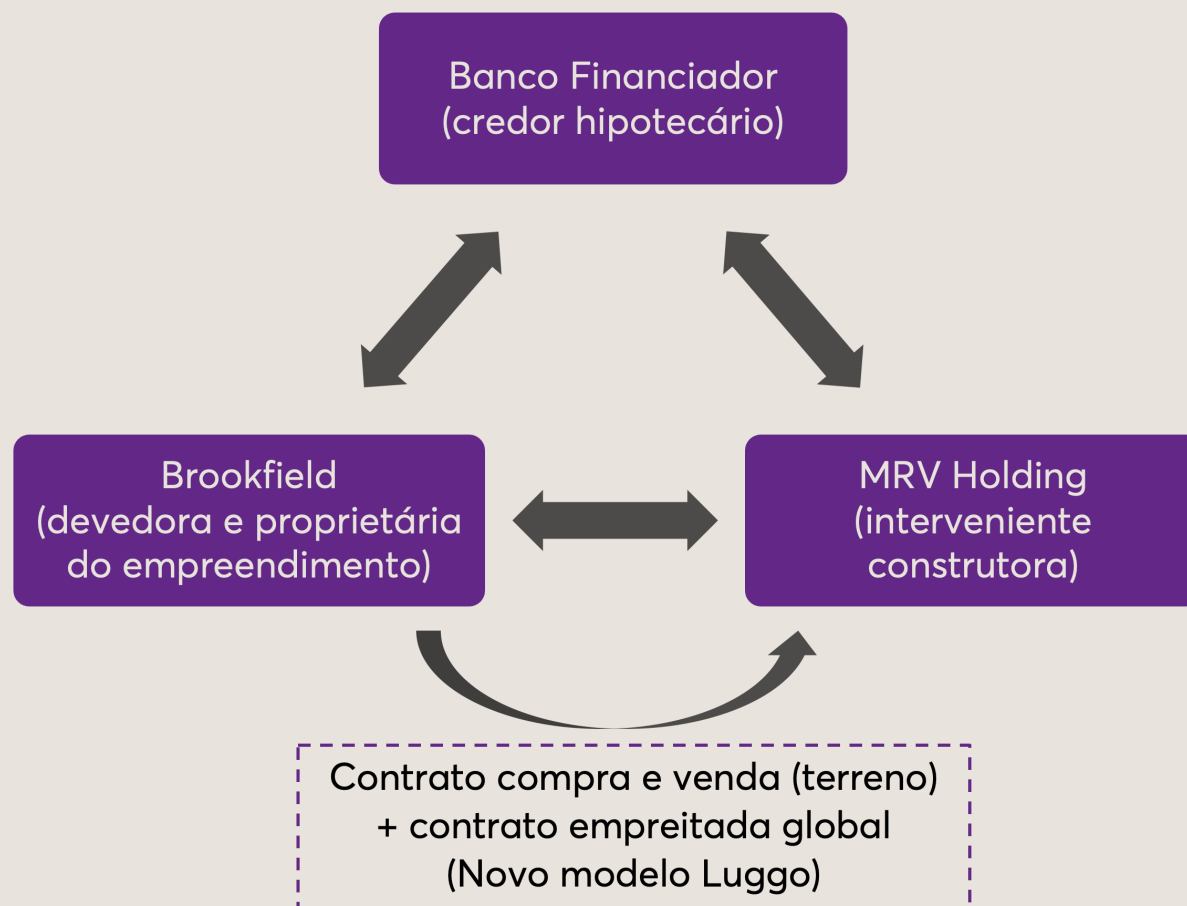 Banco Financiador
(credor hipotecário)
Brookfield
(devedora e proprietária
do empreendimento)
MRV Holding
(interveniente
construtora)
Contrato compra e venda (terreno)
+ contrato empreitada global
(Novo modelo Luggo)